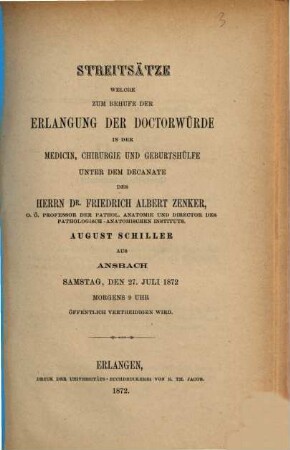 3
STREITSÄTZE
WELCHE
ZUM BEHUFE DER
ERLANGUNG DER DOCTORWÜRDE
IN DER
MEDICIN, CHIRURGIE UND GEBURTSHÜLFE
UNTER DEM DECANATE
DES
HERRN DR. FRIEDRICH ALBERT ZENKER,
O. Ö. PROFESSOR DER PATHOL. ANATOMIE UND DIRECTOR DES
PATHOLOGISCH-ANATOMISCHEN INSTITUTS,
AUGUST SCHILLER
AUS
ANSBACH
SAMSTAG, DEN 27. JULI 1872
MORGENS 9 UHR
ÖFFENTLICH VERTHEIDIGEN WIRD.
ERLANGEN,
DRUCK DER UNIVERSITÄTS-BUCHDRUCKEREI VON E. TH. JACOB.
1872.